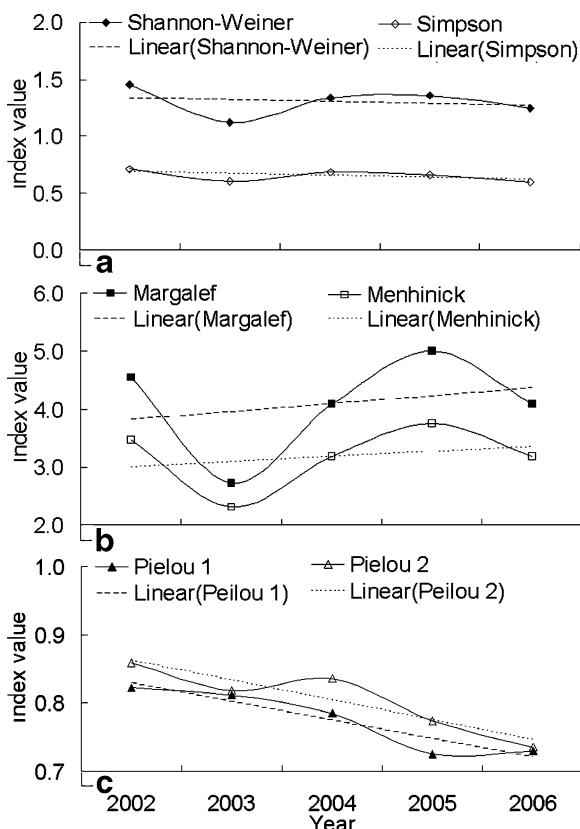 2.0
Shannon-Weiner
Simpson
Linear(Shannon-Weiner)
Linear(Simpson)
1.5
1.0
0.5
0.0
index value
a
6.0
Margalef
Menhinick
Linear(Margalef)
Linear(Menhinick)
5.0
4.0
3.0
2.0
Index value
b
1.0
Pielou 1
Pielou 2
Linear(Peilou 1)
Linear(Peilou 2)
0.9
0.8
0.7
Index value
c
2002 2003 2004 2005 2006
Year